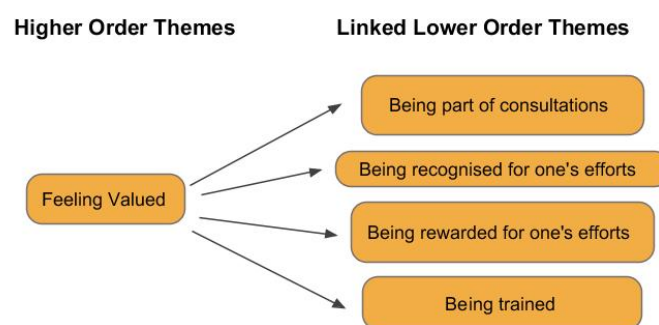 Higher Order Themes
Linked Lower Order Themes
Being part of consultations
Being recognised for one's efforts
Feeling Valued
Being rewarded for one's efforts
Being trained